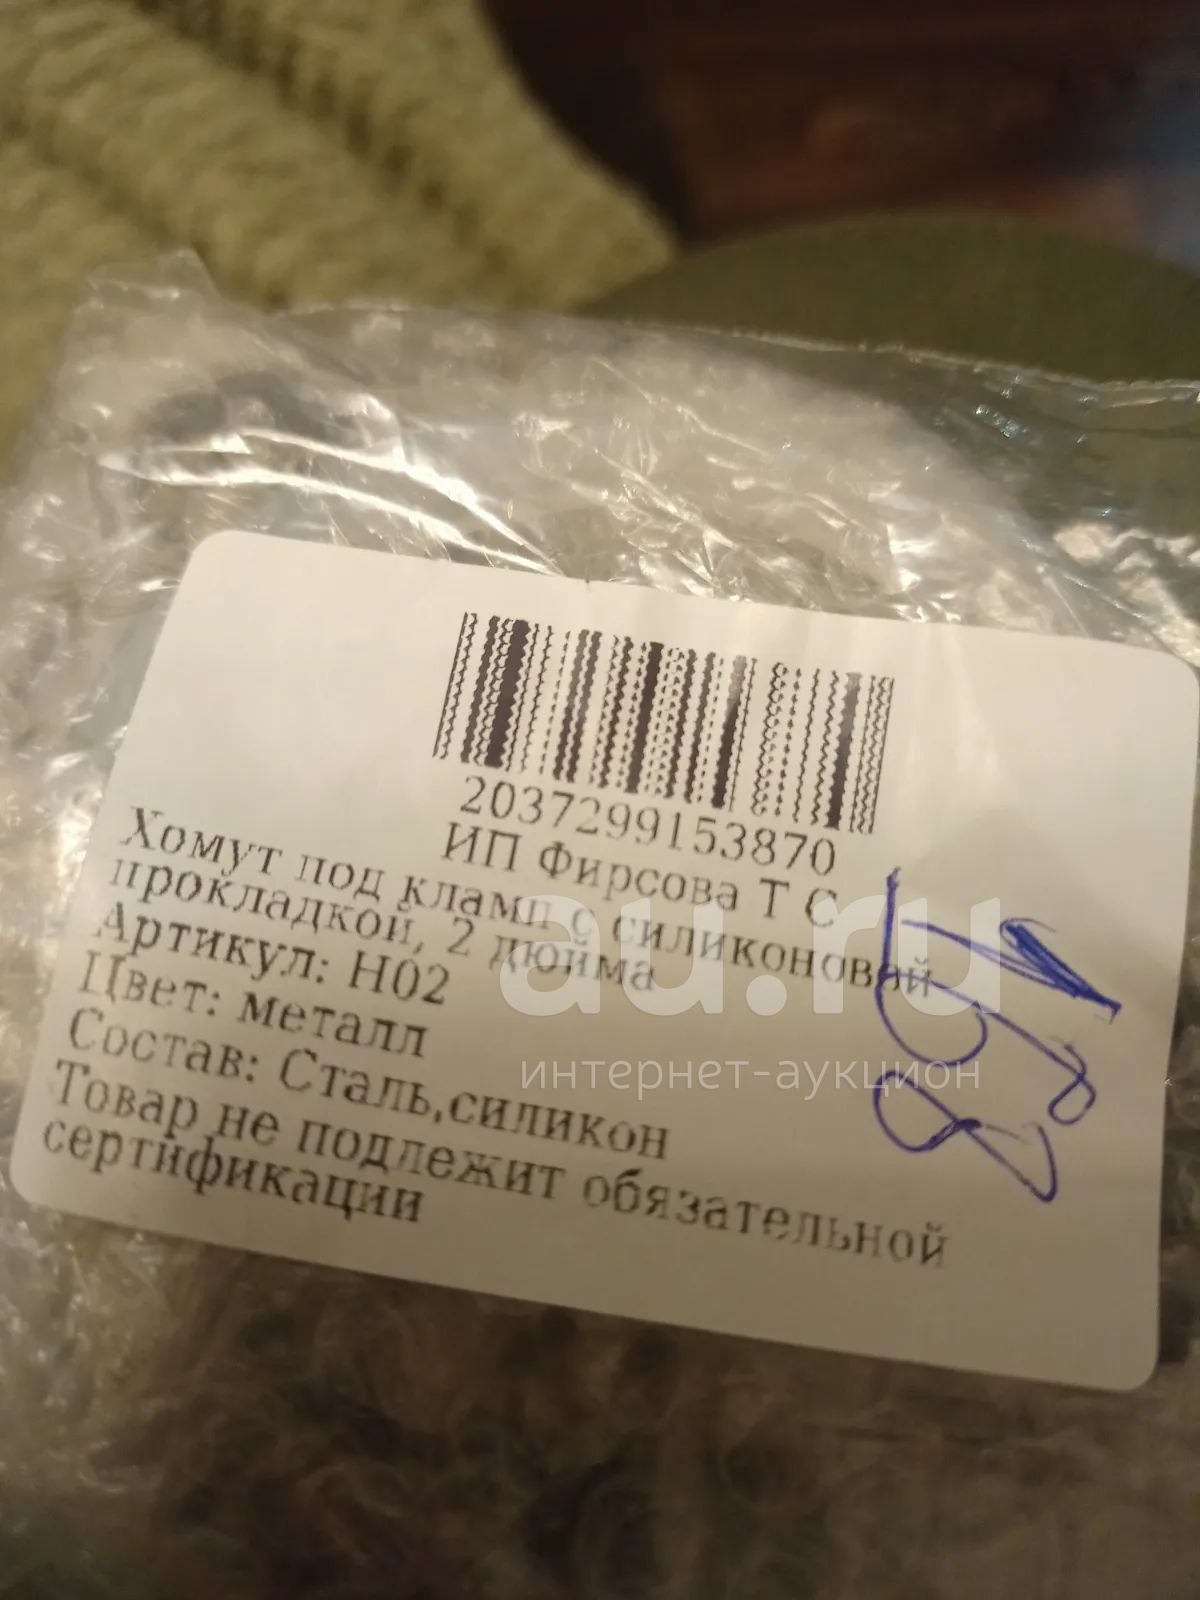 2037299153870
ИП Фирсова Т С
Хомут под кламп с силиконовой
прокладкой, 2 дюйма
Артикул: H02
Цвет: металл
Состав: Сталь,силикон
Товар не подлежит обязательной
сертификации
au.ru
интернет-аукцион